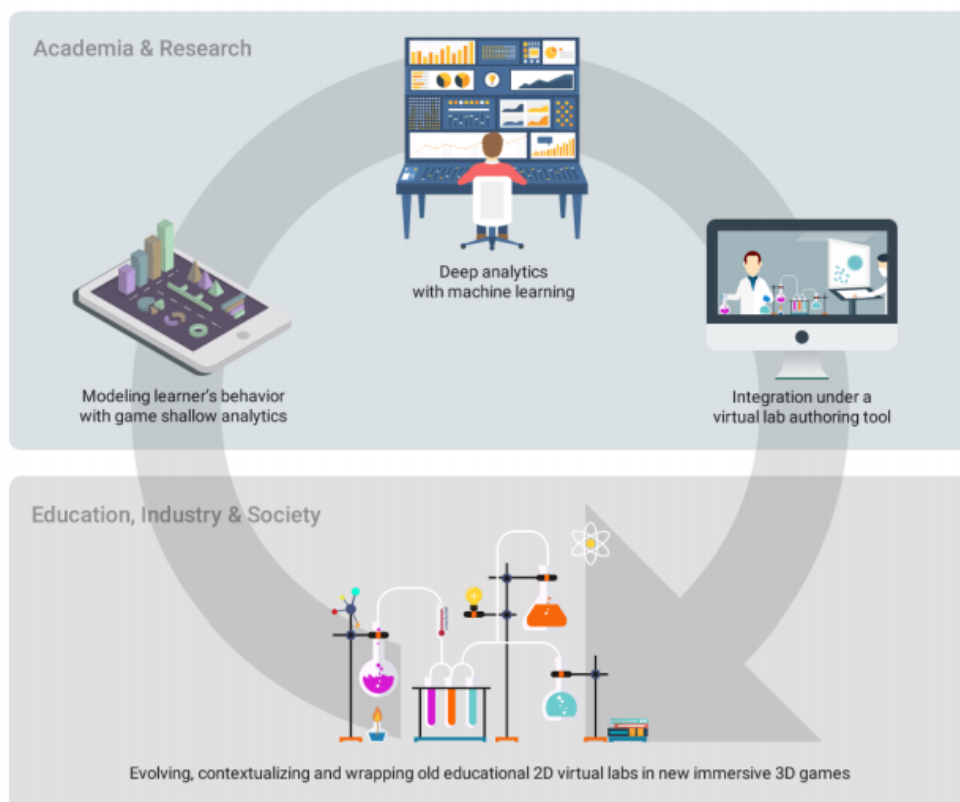 Academia & Research
Deep analytics
with machine learning
Modeling learner's behavior
with game shallow analytics
Integration under a
virtual lab authoring tool
Education, Industry & Society
Evolving, contextualizing and wrapping old educational 2D virtual labs in new immersive 3D games